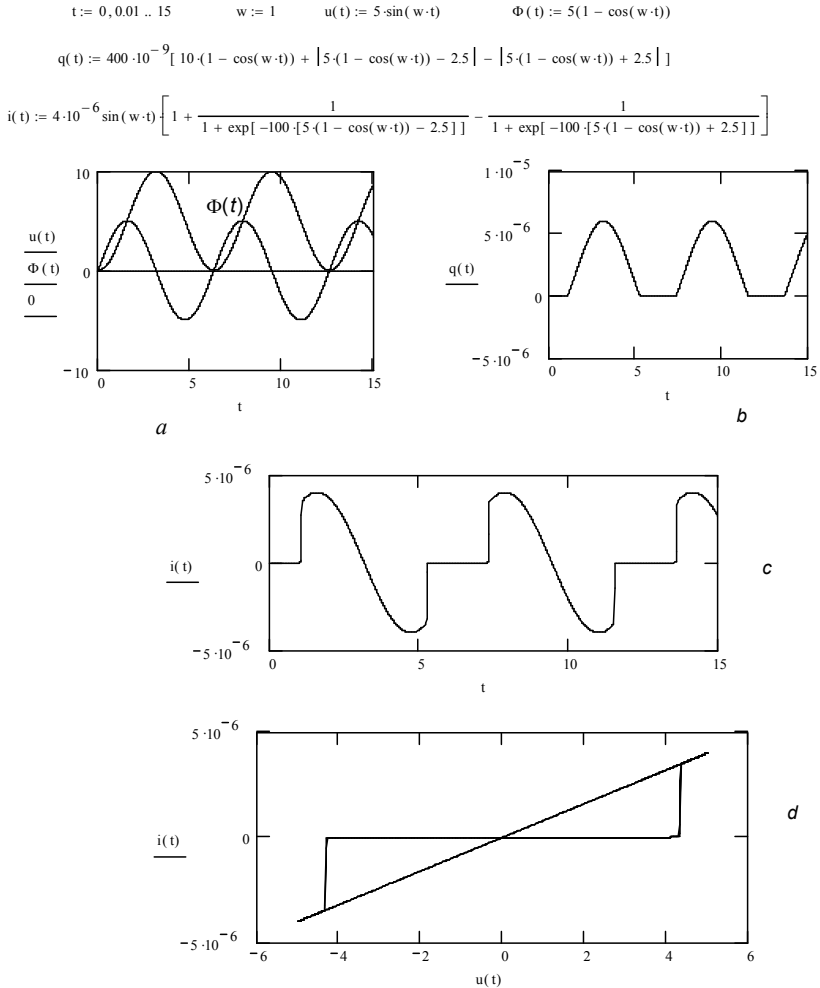 t := 0, 0.01 .. 15 w := 1 u( t) := 5·sin( w·t) Φ( t) := 5(1 − cos( w·t))
q( t) := 400·10^−9[ 10·(1 − cos( w·t)) + |5·(1 − cos( w·t)) − 2.5| − |5·(1 − cos( w·t)) + 2.5| ]
i( t) := 4·10^−6 sin( w·t)·[1 + 1/(1 + exp[ −100·[5·(1 − cos( w·t)) − 2.5] ]) − 1/(1 + exp[ −100·[5·(1 − cos( w·t)) + 2.5] ])]
10
Φ(t)
u( t)
Φ( t)
0
0
−10
0 5 10 15
t
a
1·10^−5
5·10^−6
q( t)
0
−5·10^−6
0 5 10 15
t
b
5·10^−6
i( t)
0
−5·10^−6
0 5 10 15
t
c
5·10^−6
i( t)
0
−5·10^−6
−6 −4 −2 0 2 4 6
u( t)
d